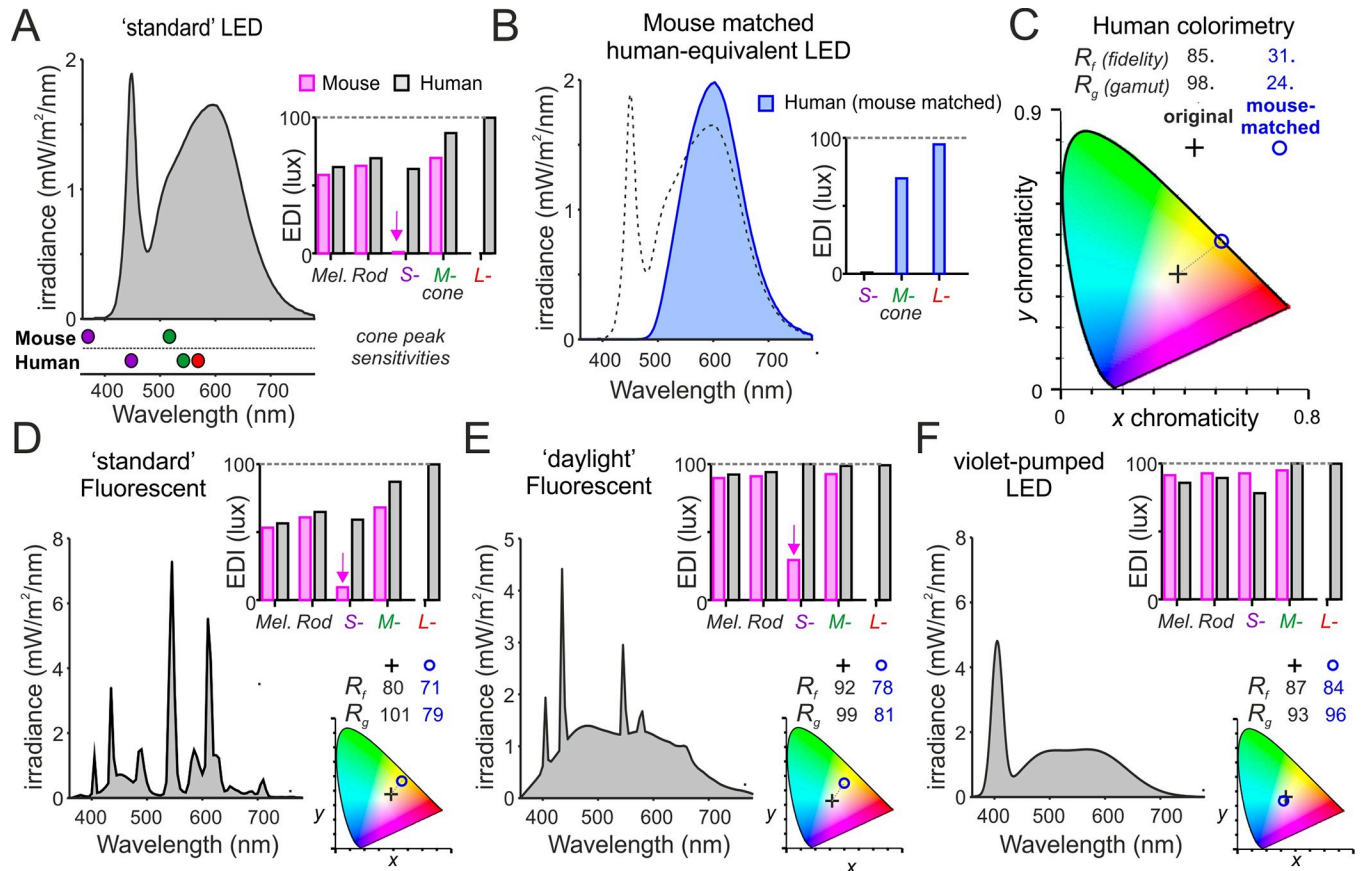 A
'standard' LED
2
1
0
irradiance (mW/m²/nm)
Mouse Human
100
0
EDI (lux)
Mel. Rod S- M- L-
cone
Mouse
Human
cone peak
sensitivities
400 500 600 700
Wavelength (nm)
B
Mouse matched
human-equivalent LED
2
1
0
irradiance (mW/m²/nm)
Human (mouse matched)
100
0
EDI (lux)
S- M- L-
cone
400 500 600 700
Wavelength (nm)
C
Human colorimetry
Rf (fidelity) 85. 31.
Rg (gamut) 98. 24.
original mouse-
matched
0.9
0
y chromaticity
0 0.8
x chromaticity
D
'standard'
Fluorescent
100
0
EDI (lux)
Mel. Rod S- M- L-
8
6
4
2
0
irradiance (mW/m²/nm)
Rf 80 71
Rg 101 79
y
x
400 500 600 700
Wavelength (nm)
E
'daylight'
Fluorescent
100
0
EDI (lux)
Mel. Rod S- M- L-
5
4
3
2
1
0
irradiance (mW/m²/nm)
Rf 92 78
Rg 99 81
y
x
400 500 600 700
Wavelength (nm)
F
violet-pumped
LED
100
0
EDI (lux)
Mel. Rod S- M- L-
8
6
4
2
0
irradiance (mW/m²/nm)
Rf 87 84
Rg 93 96
y
x
400 500 600 700
Wavelength (nm)